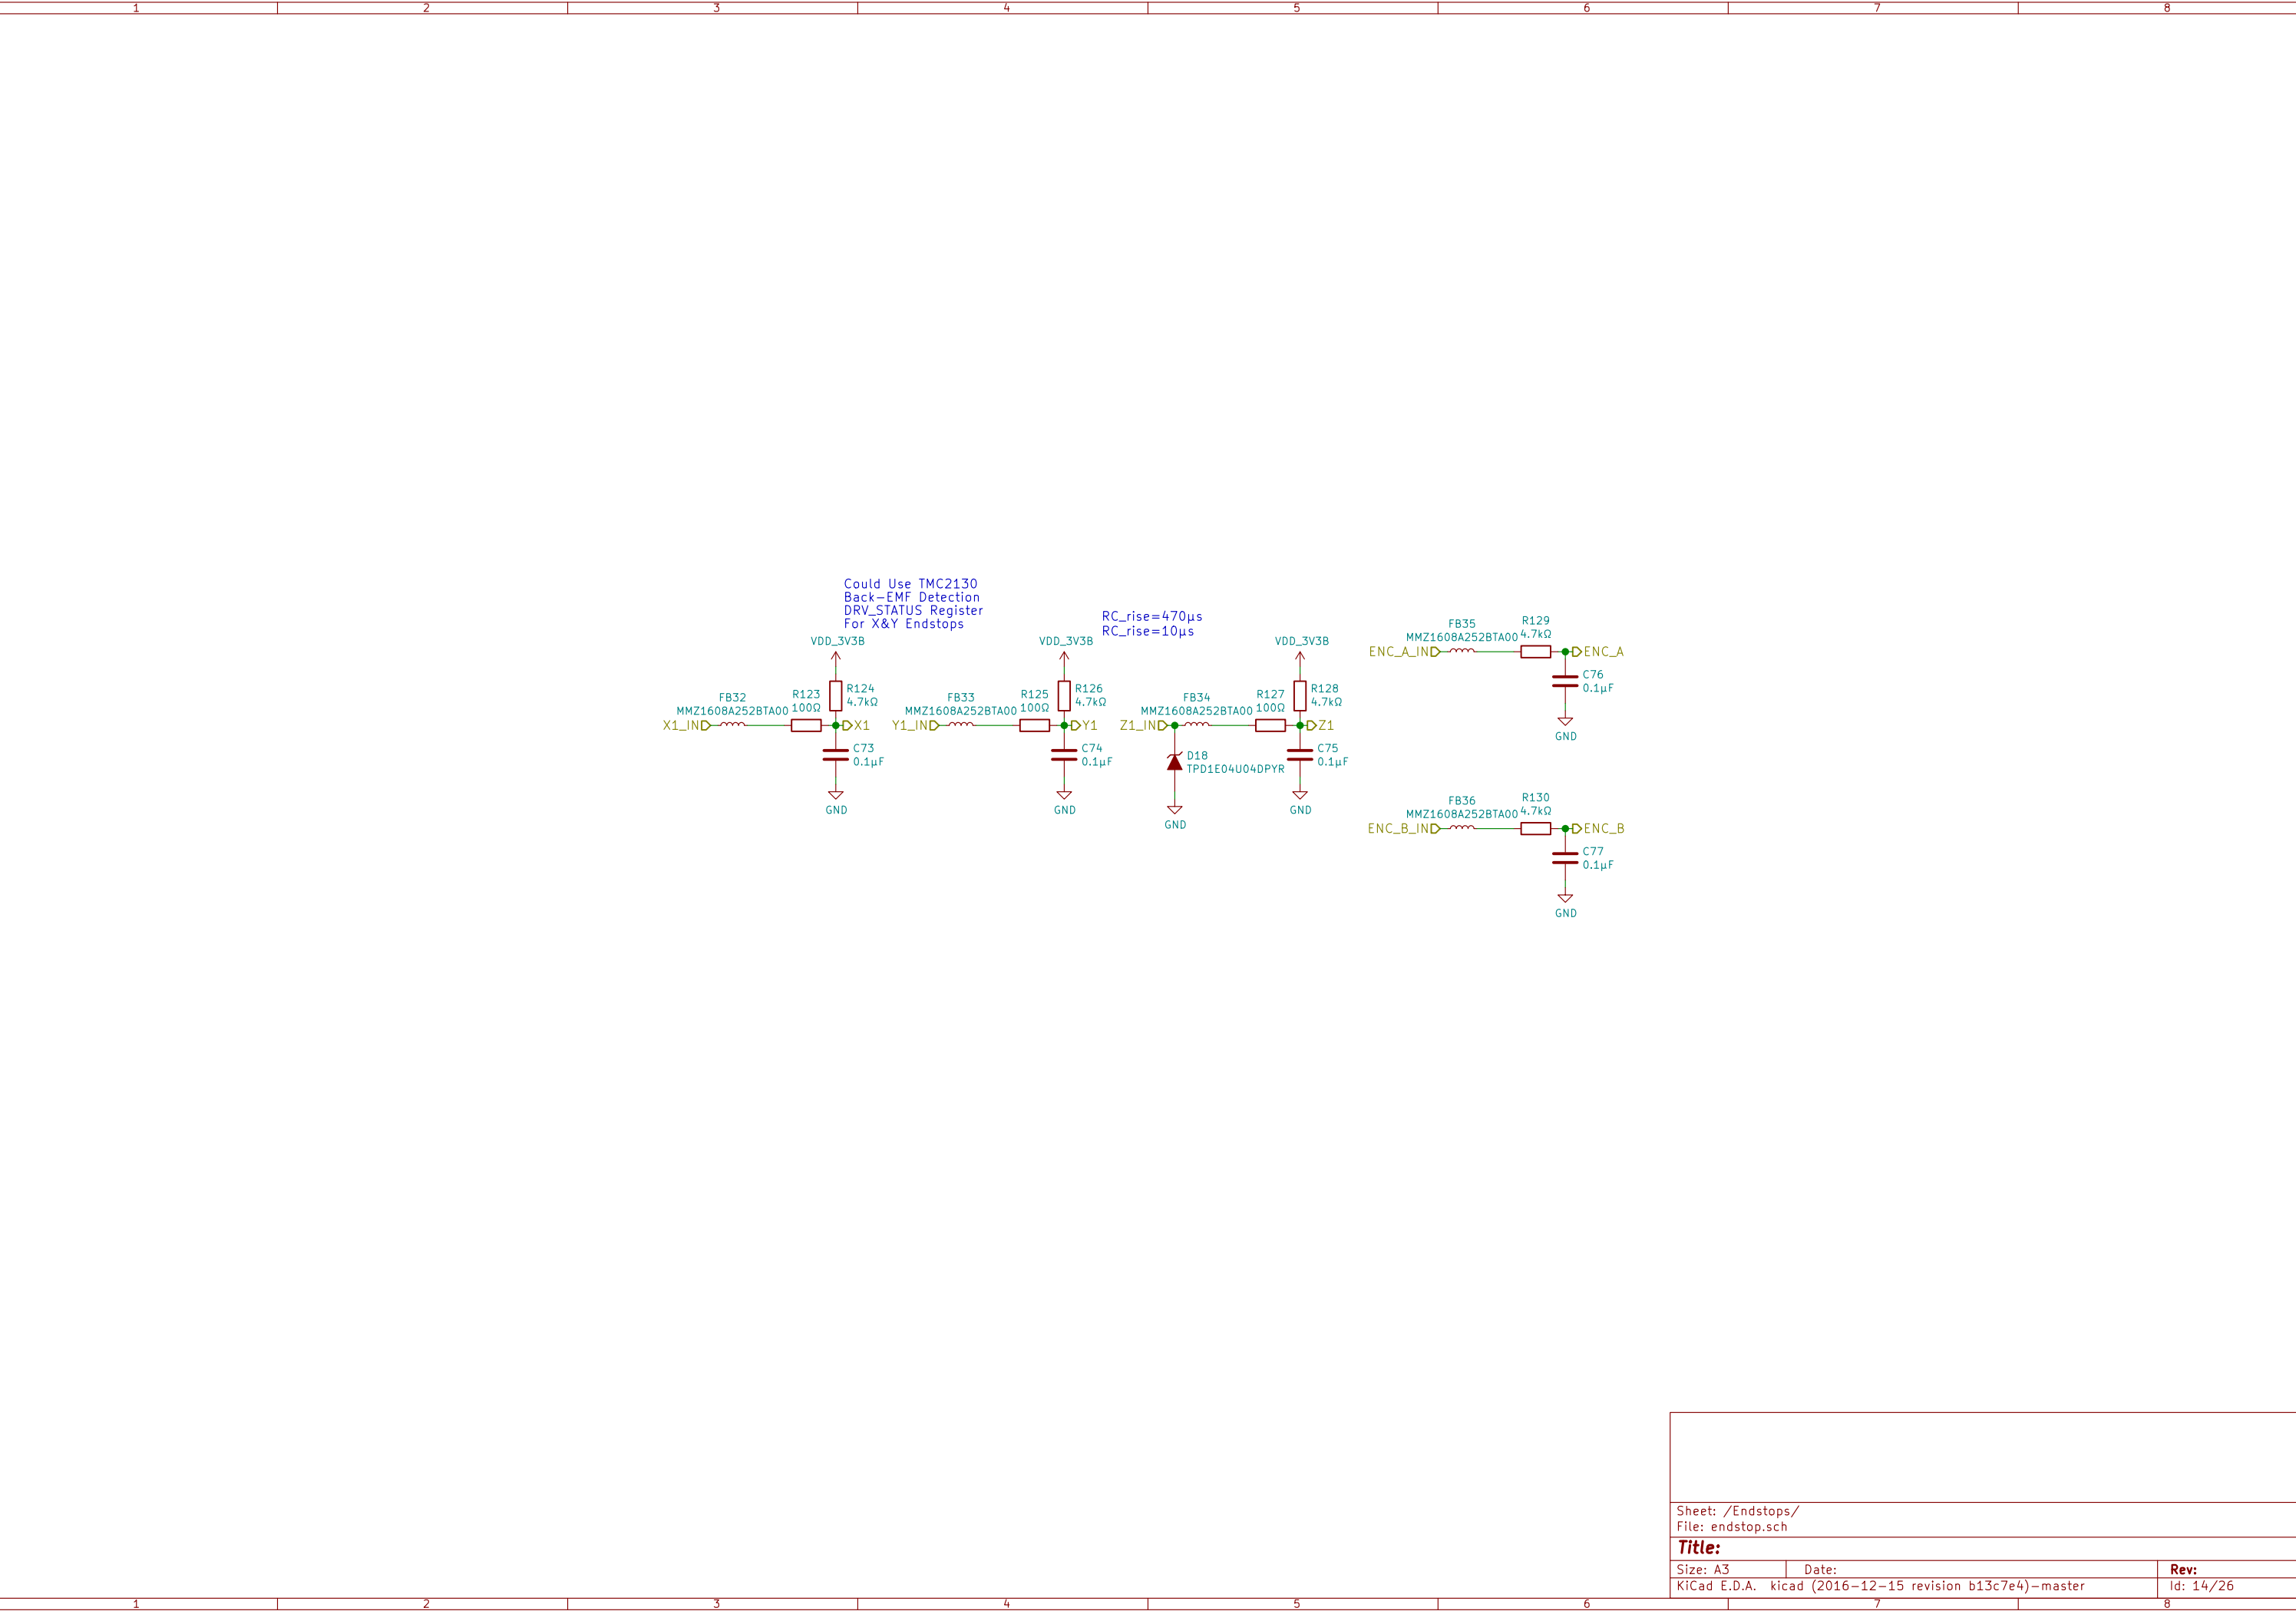 1 2 3 4 5 6 7 8
Could Use TMC2130
Back-EMF Detection
DRV_STATUS Register
For X&Y Endstops
RC_rise=470µs
RC_rise=10µs
VDD_3V3B
R124
4.7kΩ
FB32
MMZ1608A252BTA00
R123
100Ω
X1_IN
X1
C73
0.1µF
GND
VDD_3V3B
R126
4.7kΩ
FB33
MMZ1608A252BTA00
R125
100Ω
Y1_IN
Y1
C74
0.1µF
GND
VDD_3V3B
R128
4.7kΩ
FB34
MMZ1608A252BTA00
R127
100Ω
Z1_IN
Z1
D18
TPD1E04U04DPYR
GND
C75
0.1µF
GND
FB35
MMZ1608A252BTA00
R129
4.7kΩ
ENC_A_IN
ENC_A
C76
0.1µF
GND
FB36
MMZ1608A252BTA00
R130
4.7kΩ
ENC_B_IN
ENC_B
C77
0.1µF
GND
Sheet: /Endstops/
File: endstop.sch
Title:
Size: A3 Date: Rev:
KiCad E.D.A. kicad (2016-12-15 revision b13c7e4)-master Id: 14/26
1 2 3 4 5 6 7 8